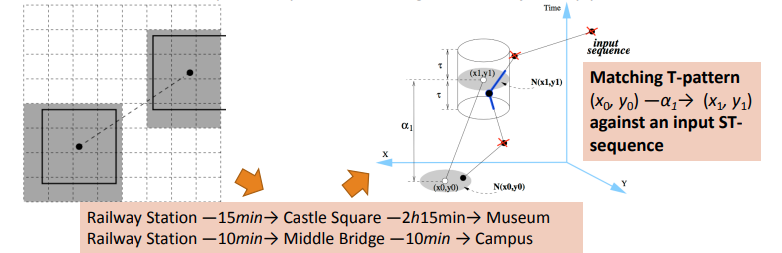 Time
input
sequence
τ
(x1,y1)
N(x1,y1)
τ
α1
X
(x0,y0)
N(x0,y0)
Y
Matching T-pattern
(x₀, y₀) —α₁→ (x₁, y₁)
against an input ST-
sequence
Railway Station —15min→ Castle Square —2h15min→ Museum
Railway Station —10min→ Middle Bridge —10min → Campus